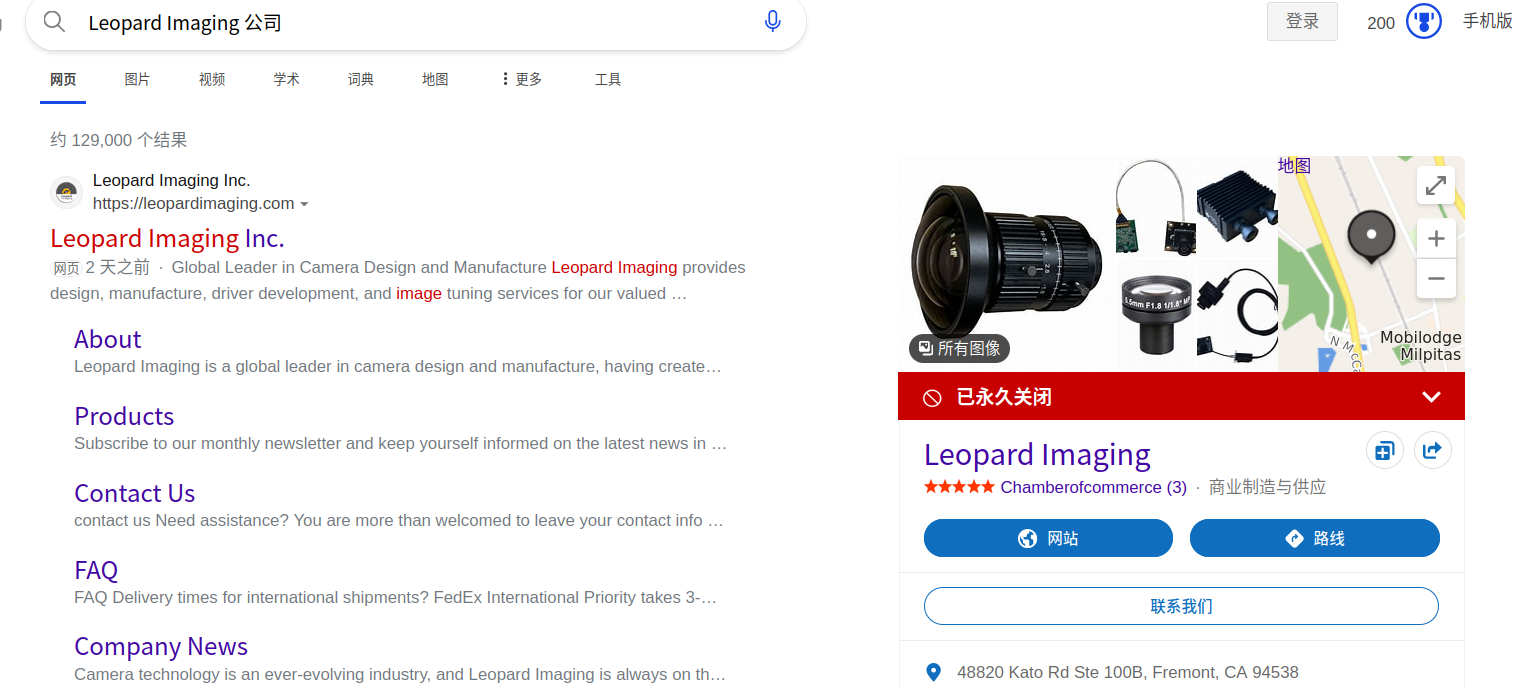 Leopard Imaging 公司
登录
200
手机版
网页
图片
视频
学术
词典
地图
更多
工具
约 129,000 个结果
Leopard Imaging Inc.
https://leopardimaging.com
Leopard Imaging Inc.
网页 2 天之前 · Global Leader in Camera Design and Manufacture Leopard Imaging provides
design, manufacture, driver development, and image tuning services for our valued …
About
Leopard Imaging is a global leader in camera design and manufacture, having create…
Products
Subscribe to our monthly newsletter and keep yourself informed on the latest news in …
Contact Us
contact us Need assistance? You are more than welcomed to leave your contact info …
FAQ
FAQ Delivery times for international shipments? FedEx International Priority takes 3-…
Company News
Camera technology is an ever-evolving industry, and Leopard Imaging is always on th…
地图
5.5mm F1.8 1/1.8" MP
所有图像
N McCa
Mobilodge
Milpitas
已永久关闭
Leopard Imaging
Chamberofcommerce (3) · 商业制造与供应
网站
路线
联系我们
48820 Kato Rd Ste 100B, Fremont, CA 94538